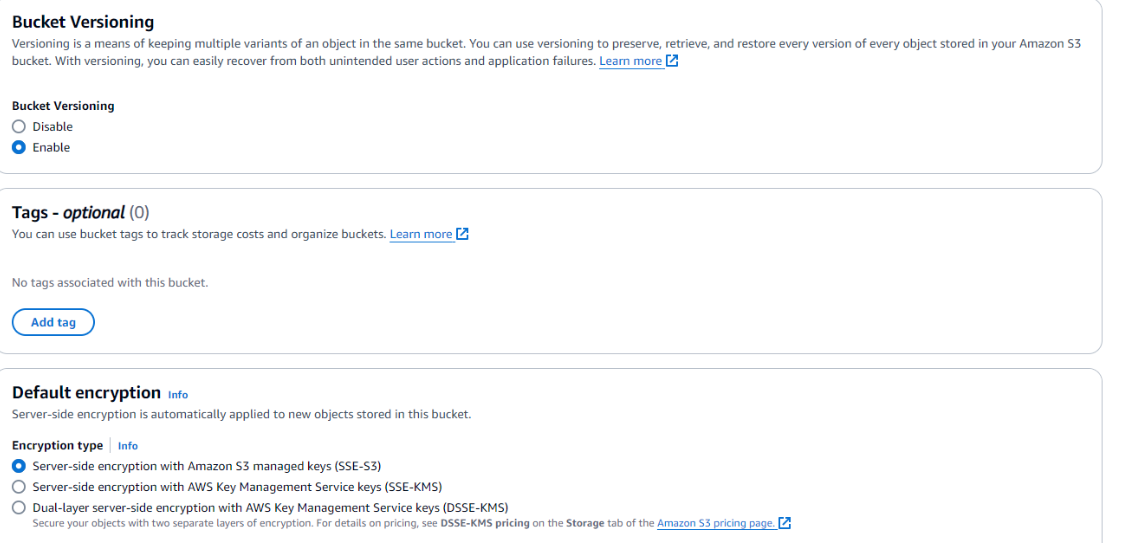 Bucket Versioning
Versioning is a means of keeping multiple variants of an object in the same bucket. You can use versioning to preserve, retrieve, and restore every version of every object stored in your Amazon S3
bucket. With versioning, you can easily recover from both unintended user actions and application failures. Learn more
Bucket Versioning
Disable
Enable
Tags - optional (0)
You can use bucket tags to track storage costs and organize buckets. Learn more
No tags associated with this bucket.
Add tag
Default encryption Info
Server-side encryption is automatically applied to new objects stored in this bucket.
Encryption type Info
Server-side encryption with Amazon S3 managed keys (SSE-S3)
Server-side encryption with AWS Key Management Service keys (SSE-KMS)
Dual-layer server-side encryption with AWS Key Management Service keys (DSSE-KMS)
Secure your objects with two separate layers of encryption. For details on pricing, see DSSE-KMS pricing on the Storage tab of the Amazon S3 pricing page.